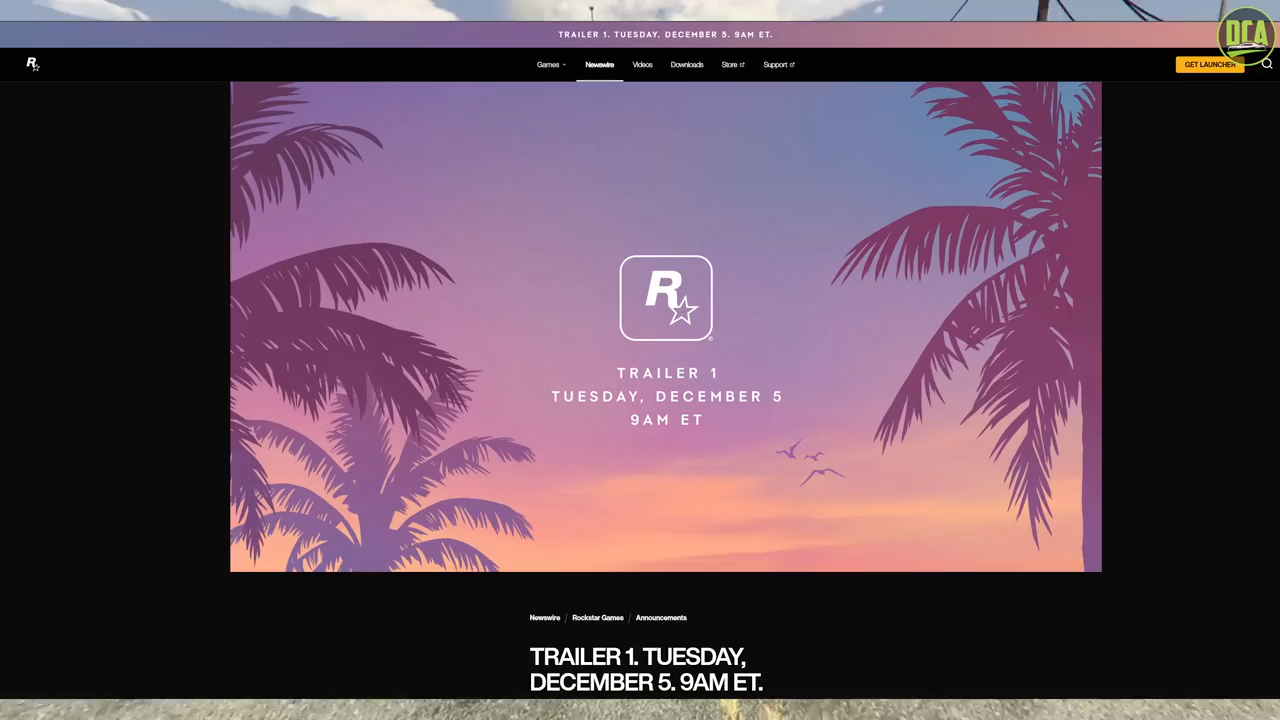 TRAILER 1. TUESDAY, DECEMBER 5. 9AM ET.
DCA
R
Games Newswire Videos Downloads Store Support
GET LAUNCHER
R
TRAILER 1
TUESDAY, DECEMBER 5
9AM ET
Newswire / Rockstar Games / Announcements
TRAILER 1. TUESDAY,
DECEMBER 5. 9AM ET.